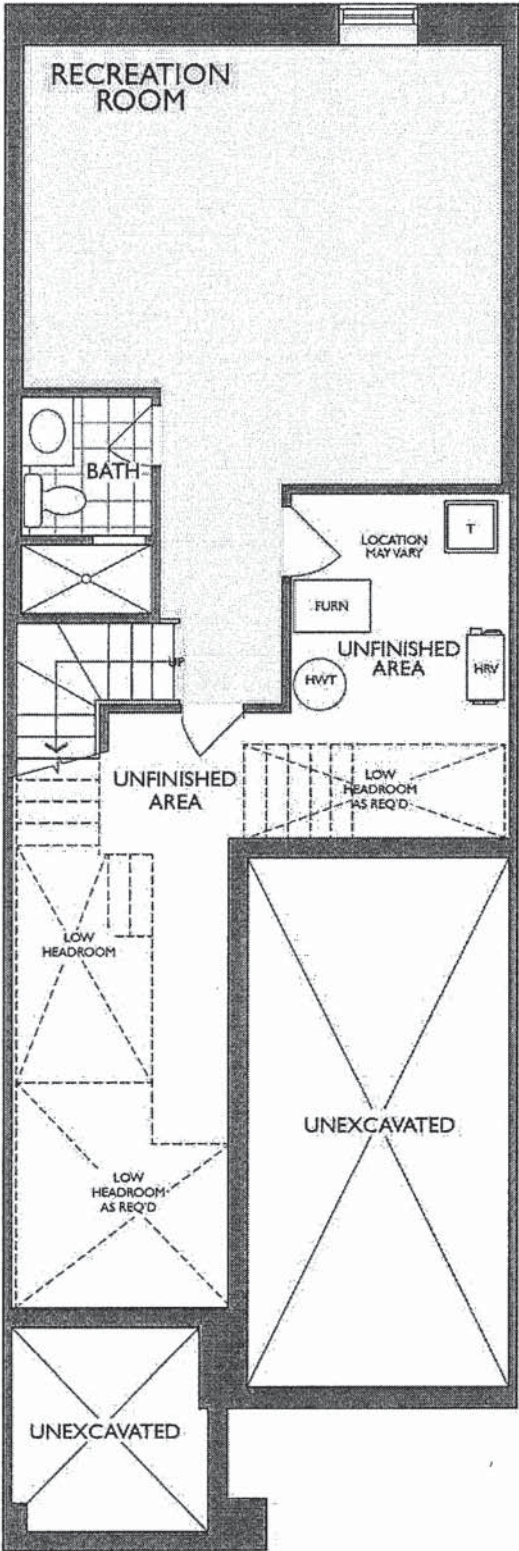 RECREATION
ROOM
BATH
LOCATION
MAY VARY
T
FURN
UNFINISHED
AREA
HRV
HWT
UP
UNFINISHED
AREA
LOW
HEADROOM
AS REQ'D
LOW
HEADROOM
UNEXCAVATED
LOW
HEADROOM
AS REQ'D
UNEXCAVATED